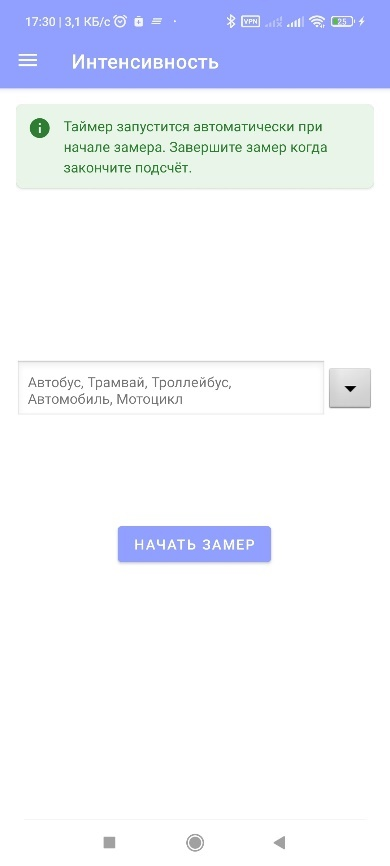 17:30 | 3,1 КБ/с
VPN
25
Интенсивность
Таймер запустится автоматически при
начале замера. Завершите замер когда
закончите подсчёт.
Автобус, Трамвай, Троллейбус,
Автомобиль, Мотоцикл
НАЧАТЬ ЗАМЕР